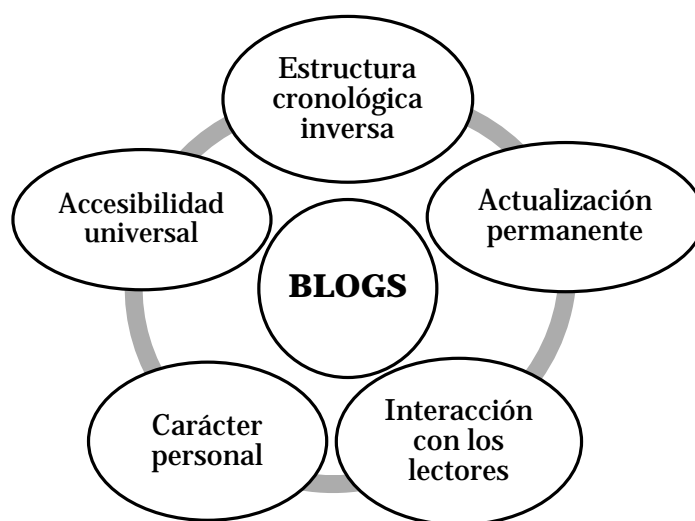 Estructura
cronológica
inversa
Accesibilidad
universal
Actualización
permanente
BLOGS
Carácter
personal
Interacción
con los
lectores